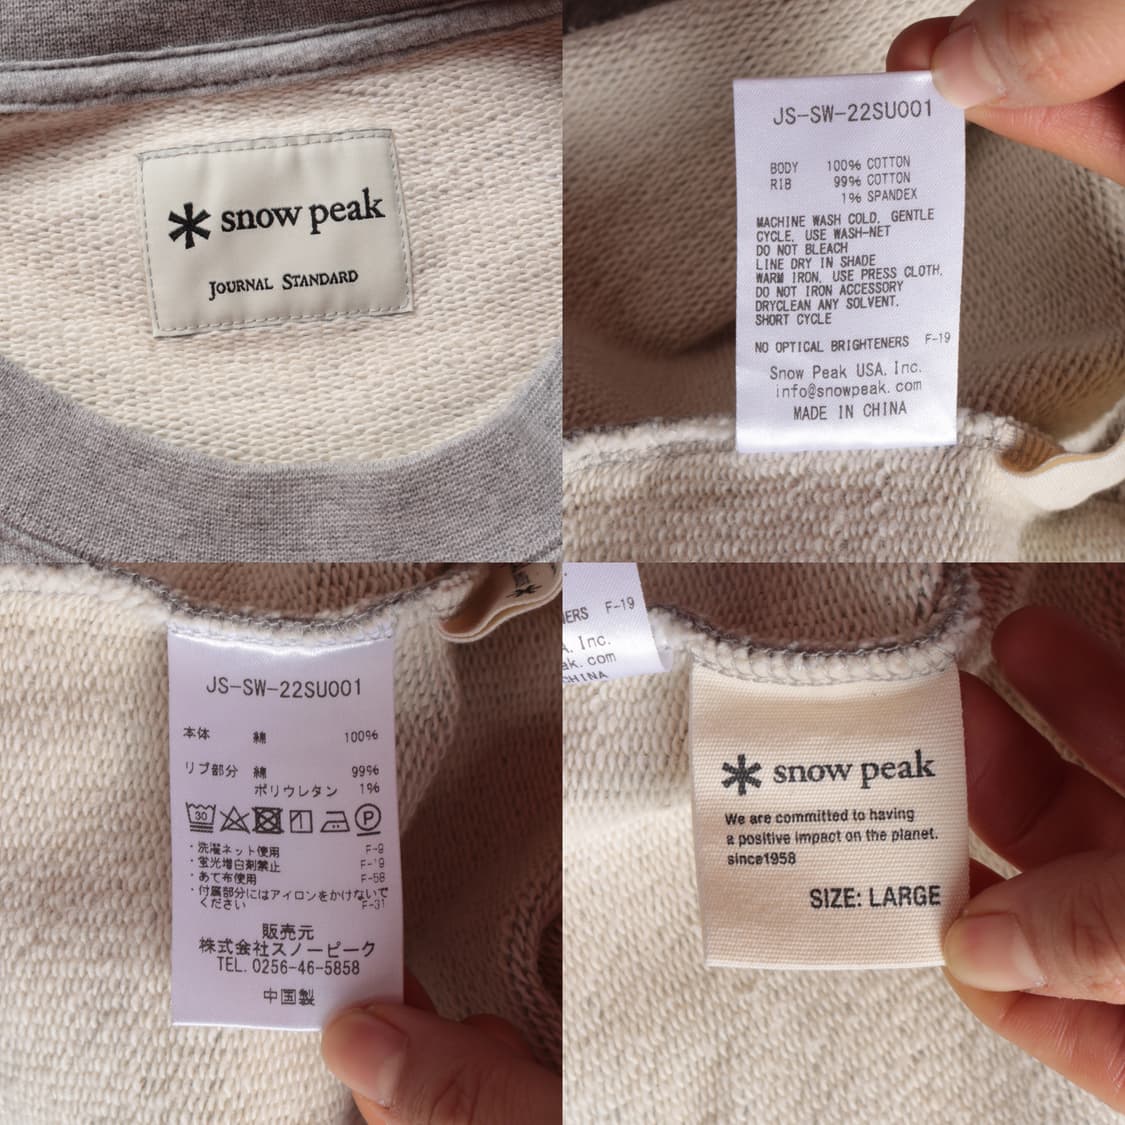 snow peak
JOURNAL STANDARD
JS-SW-22SU001
BODY 100% COTTON
RIB 99% COTTON
1% SPANDEX
MACHINE WASH COLD, GENTLE
CYCLE, USE WASH-NET
DO NOT BLEACH
LINE DRY IN SHADE
WARM IRON, USE PRESS CLOTH,
DO NOT IRON ACCESSORY
DRYCLEAN ANY SOLVENT.
SHORT CYCLE
NO OPTICAL BRIGHTENERS F-19
Snow Peak USA, Inc.
info@snowpeak.com
MADE IN CHINA
JS-SW-22SU001
本体 綿 100%
リブ部分 綿 99%
ポリウレタン 1%
30 P
・洗濯ネット使用 F-9
・蛍光増白剤禁止 F-19
・あて布使用 F-58
・付属部分にはアイロンをかけないで
ください F-31
販売元
株式会社スノーピーク
TEL. 0256-46-5858
中国製
ERS F-19
A, Inc.
ak.com
CHINA
snow peak
We are committed to having
a positive impact on the planet.
since1958
SIZE: LARGE